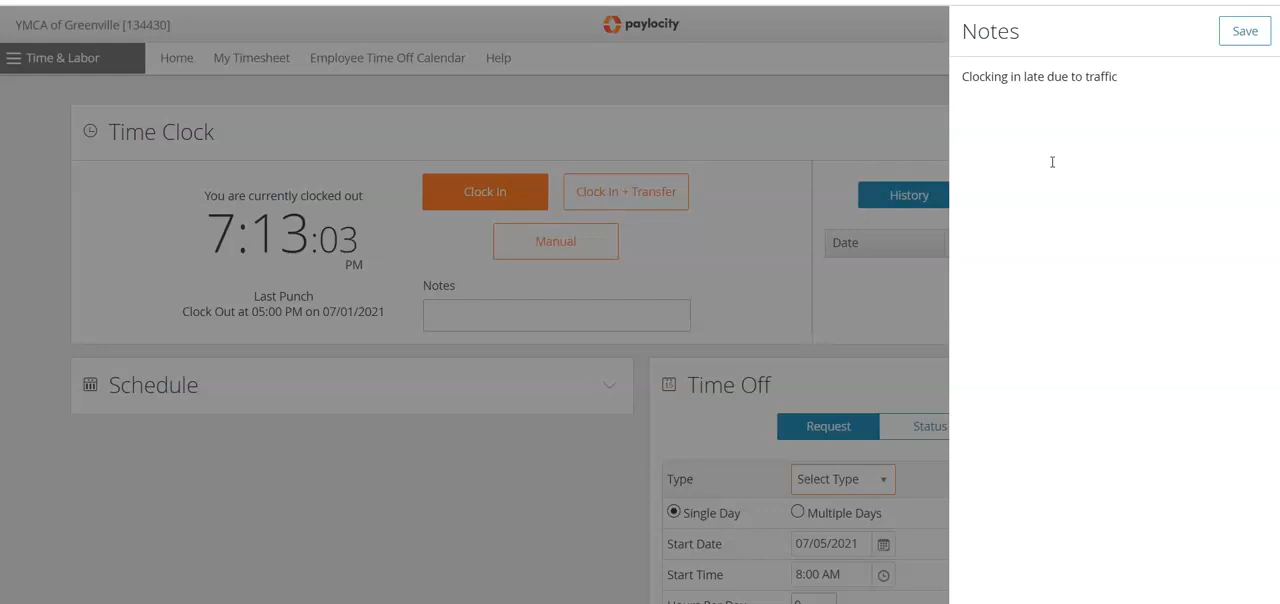 YMCA of Greenville [134430]
paylocity
Time & Labor
Home
My Timesheet
Employee Time Off Calendar
Help
Notes
Save
Clocking in late due to traffic
Time Clock
You are currently clocked out
7:13:03
PM
Last Punch
Clock Out at 05:00 PM on 07/01/2021
Clock In
Clock In + Transfer
Manual
Notes
History
Date
Schedule
Time Off
Request
Status
Type
Select Type
Single Day
Multiple Days
Start Date
07/05/2021
Start Time
8:00 AM
Hours Per Day